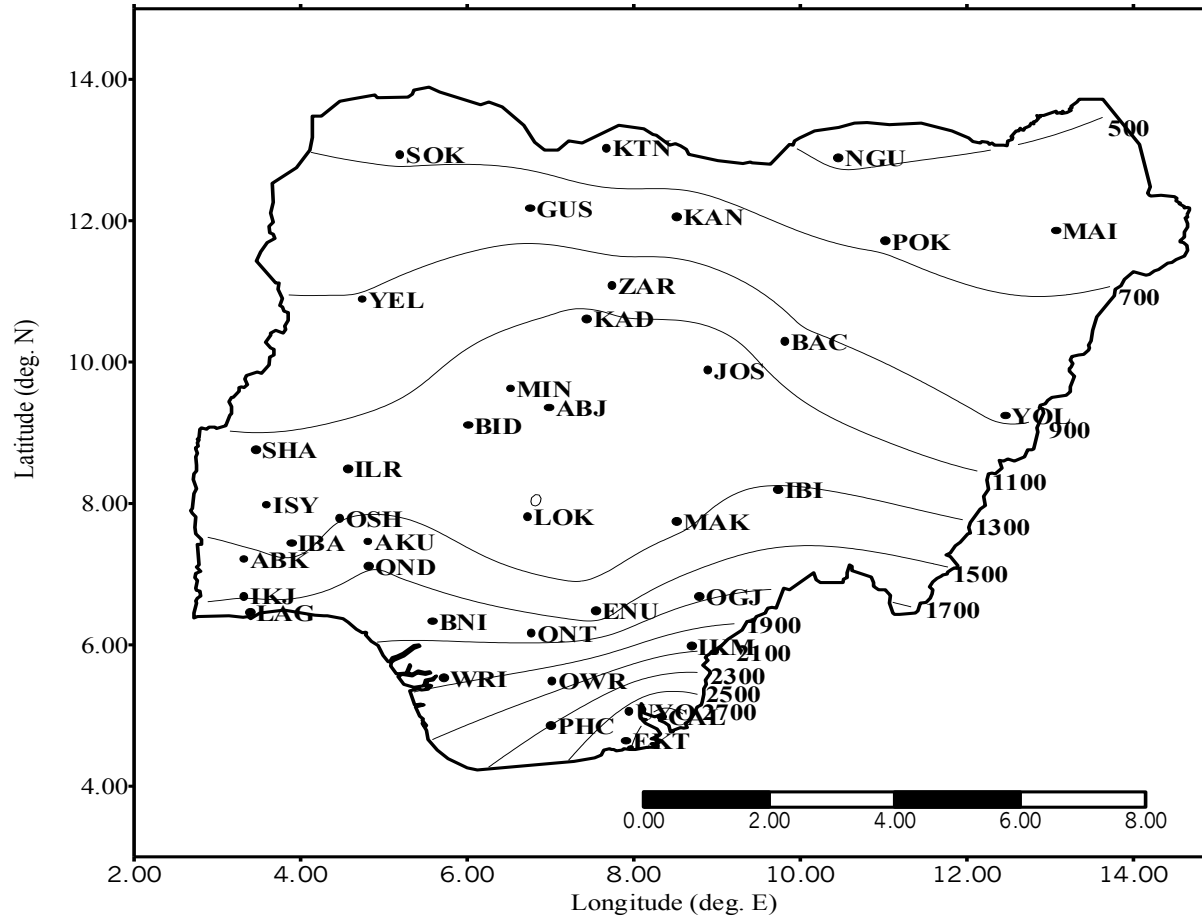 14.00
500
SOK
KTN
NGU
GUS
KAN
12.00
POK
MAI
YEL
ZAR
700
KAD
BAC
10.00
JOS
MIN
ABJ
BID
YOL
900
SHA
ILR
1100
ISY
OSH
LOK
IBI
8.00
MAK
1300
IBA
AKU
ABK
OND
1500
IKJ
LAG
BNI
ENU
OGJ
1700
ONT
1900
6.00
IKM
2100
WRI
OWR
2300
2500
UYO
2700
PHC
CAL
EKT
4.00
0.00 2.00 4.00 6.00 8.00
2.00 4.00 6.00 8.00 10.00 12.00 14.00
Longitude (deg. E)
Latitude (deg. N)